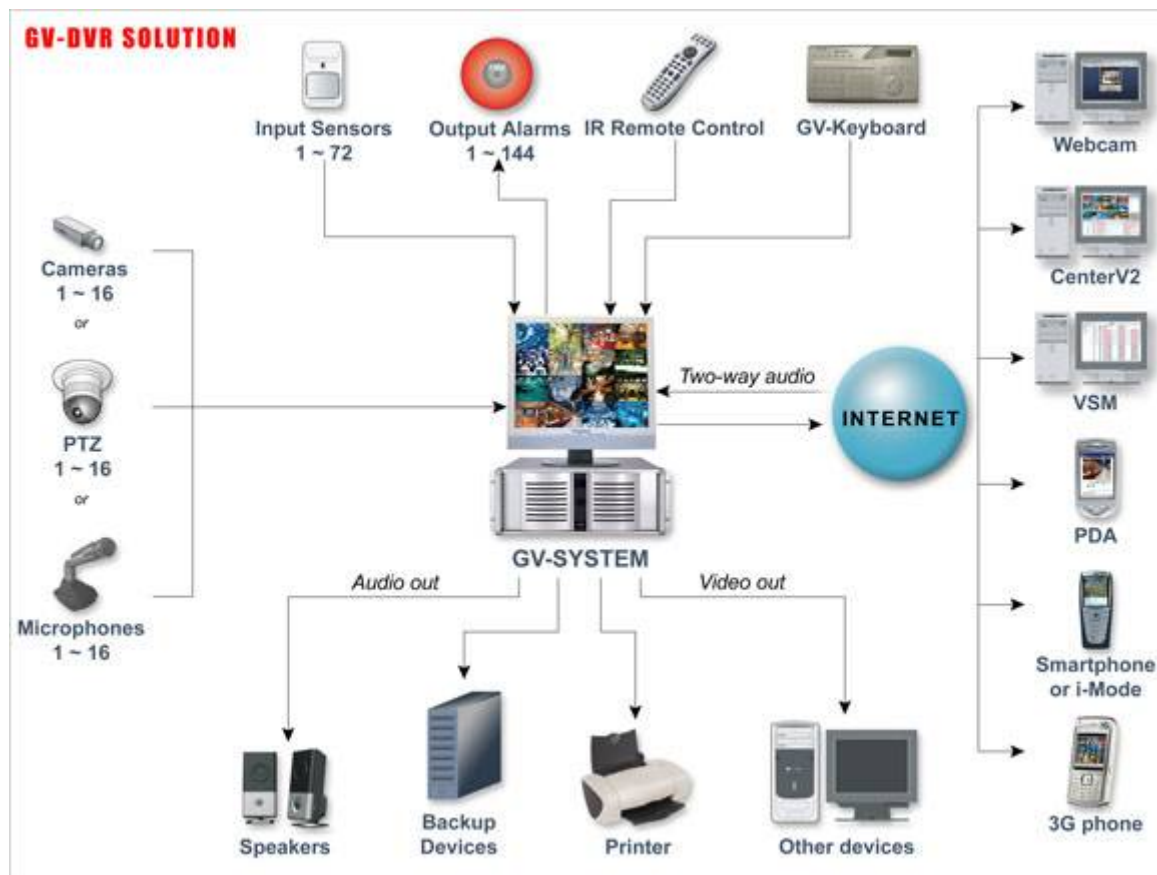 GV-DVR SOLUTION
Input Sensors
1 ~ 72
Output Alarms
1 ~ 144
IR Remote Control
GV-Keyboard
Webcam
Cameras
1 ~ 16
or
PTZ
1 ~ 16
or
Microphones
1 ~ 16
Two-way audio
INTERNET
GV-SYSTEM
Audio out
Video out
CenterV2
VSM
PDA
Smartphone
or i-Mode
3G phone
Speakers
Backup
Devices
Printer
Other devices